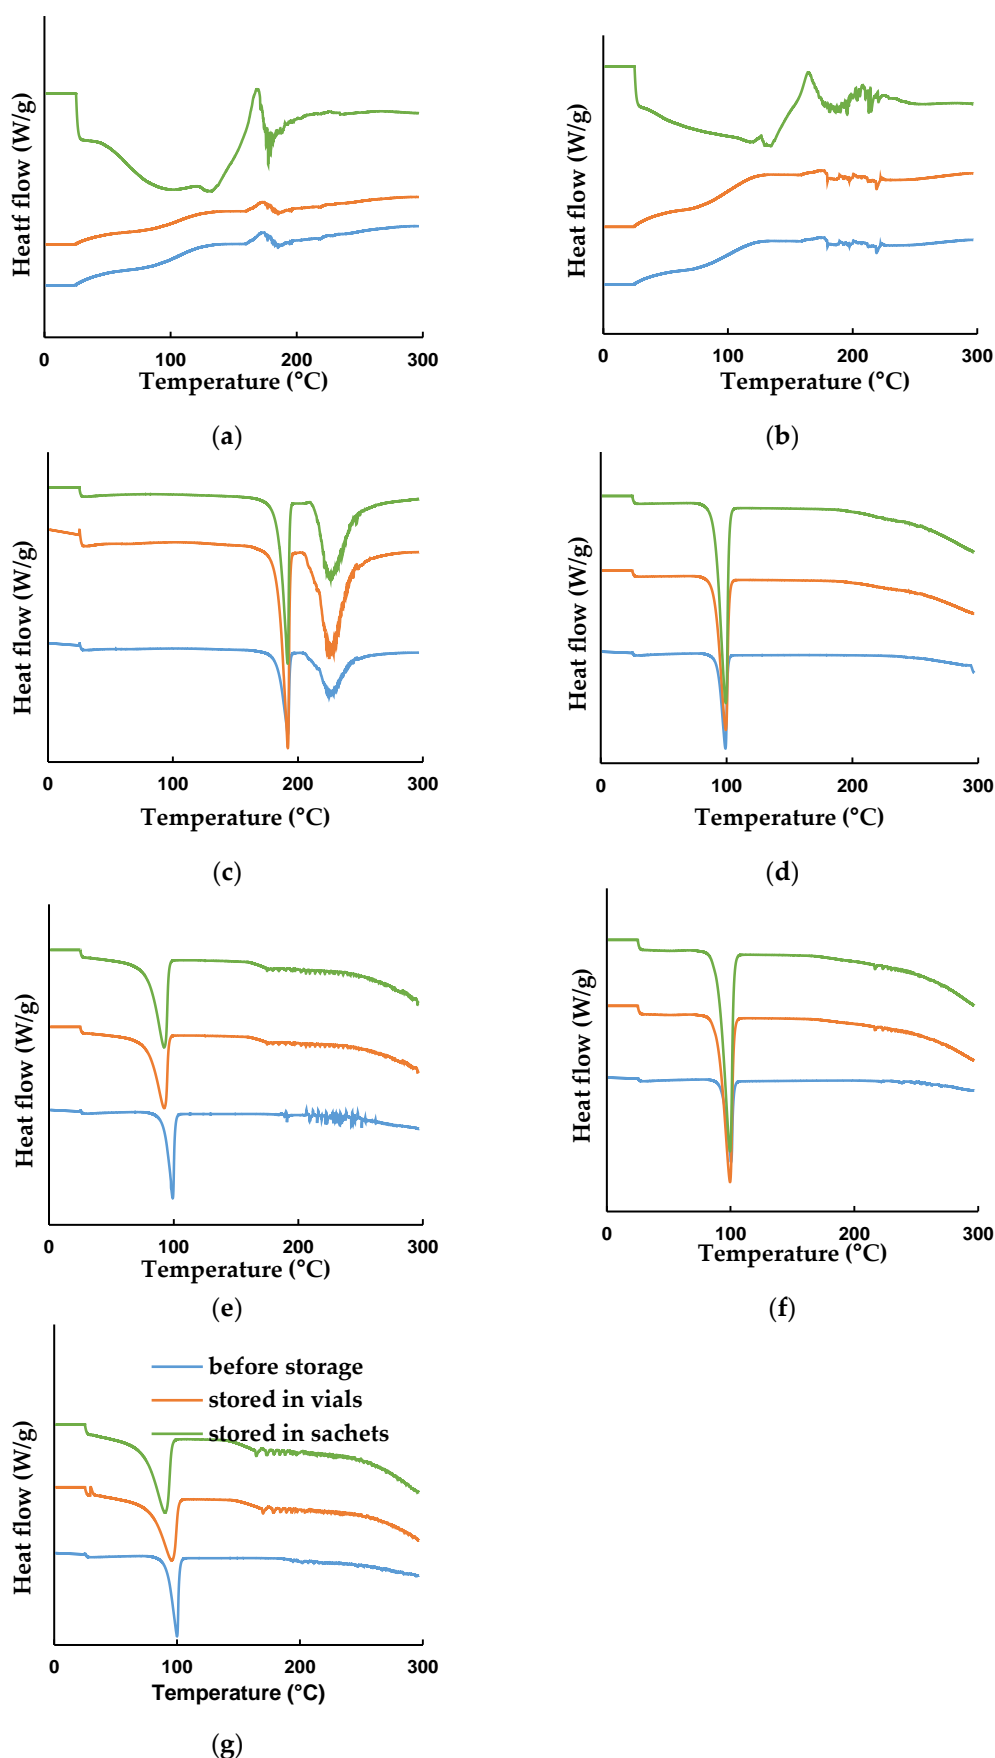 Heatf flow (W/g)
0 100 200 300
Temperature (°C)
(a)
Heat flow (W/g)
0 100 200 300
Temperature (°C)
(b)
Heat flow (W/g)
0 100 200 300
Temperature (°C)
(c)
Heat flow (W/g)
0 100 200 300
Temperature (°C)
(d)
Heat flow (W/g)
0 100 200 300
Temperature (°C)
(e)
Heat flow (W/g)
0 100 200 300
Temperature (°C)
(f)
Heat flow (W/g)
before storage
stored in vials
stored in sachets
0 100 200 300
Temperature (°C)
(g)